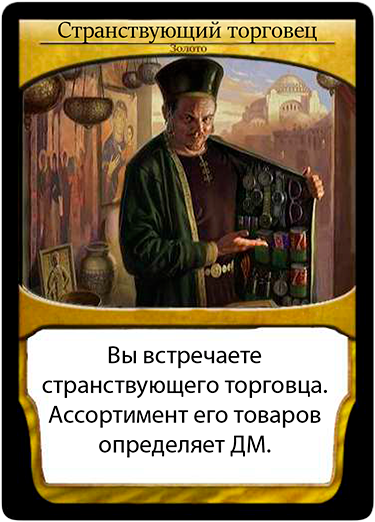 Странствующий торговец
Золото
Вы встречаете
странствующего торговца.
Ассортимент его товаров
определяет ДМ.